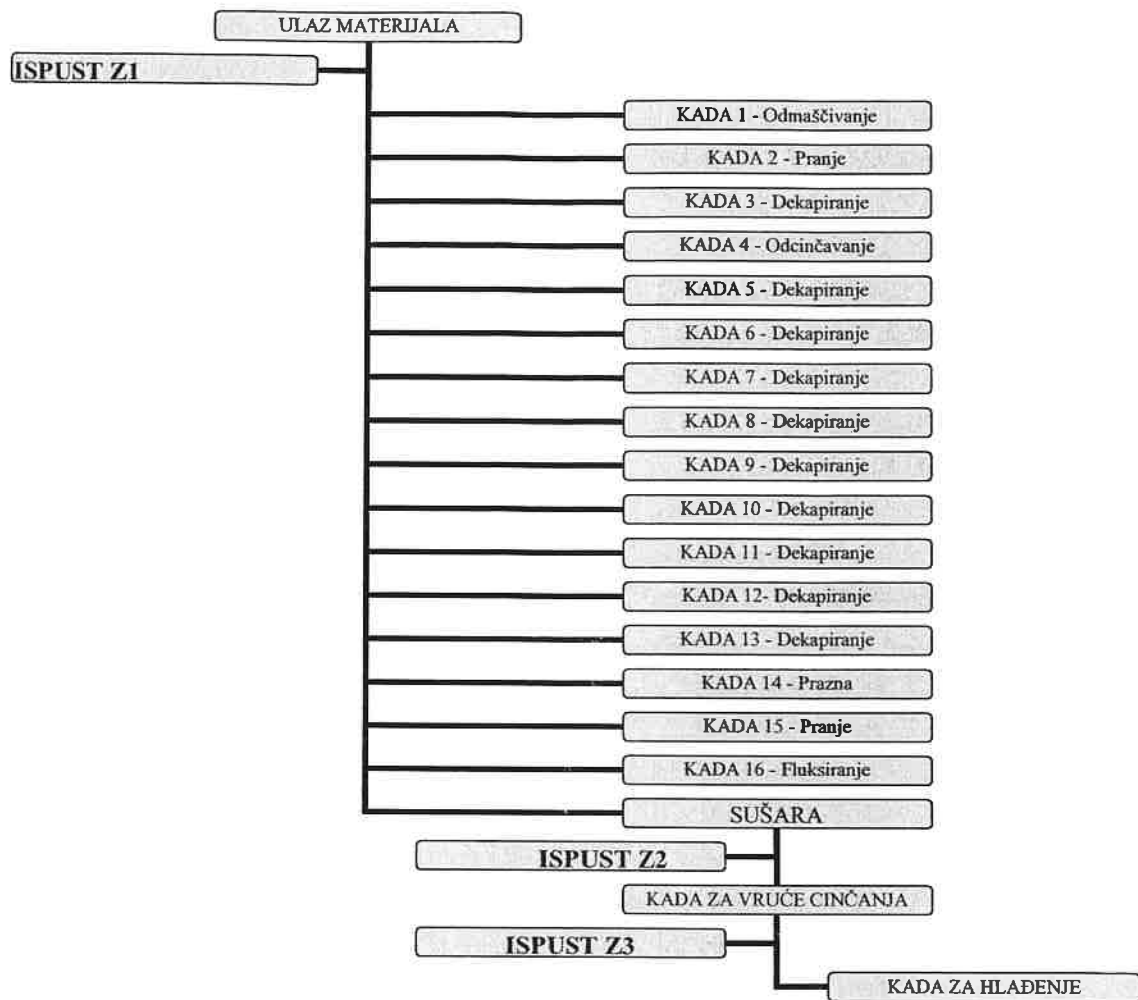 ULAZ MATERIJALA
ISPUST Z1
KADA 1 - Odmaščivanje
KADA 2 - Pranje
KADA 3 - Dekapiranje
KADA 4 - Odcinčavanje
KADA 5 - Dekapiranje
KADA 6 - Dekapiranje
KADA 7 - Dekapiranje
KADA 8 - Dekapiranje
KADA 9 - Dekapiranje
KADA 10 - Dekapiranje
KADA 11 - Dekapiranje
KADA 12- Dekapiranje
KADA 13 - Dekapiranje
KADA 14 - Prazna
KADA 15 - Pranje
KADA 16 - Fluksiranje
SUŠARA
ISPUST Z2
KADA ZA VRUĆE CINČANJA
ISPUST Z3
KADA ZA HLAĐENJE